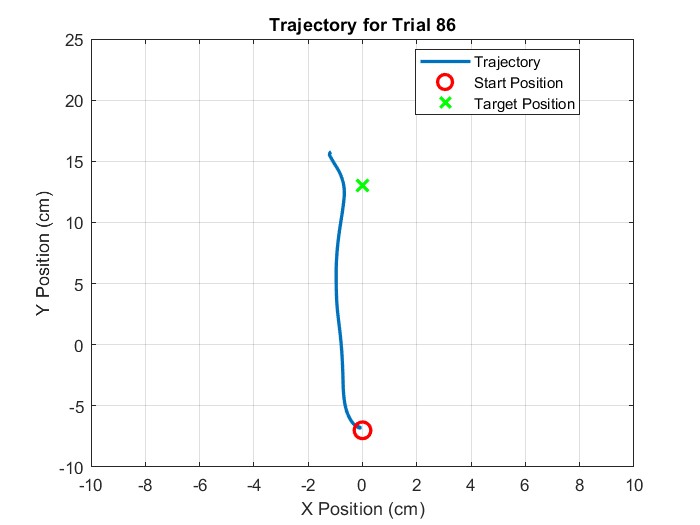 Trajectory for Trial 86
25
20
15
10
5
0
-5
-10
Y Position (cm)
Trajectory
Start Position
Target Position
-10 -8 -6 -4 -2 0 2 4 6 8 10
X Position (cm)